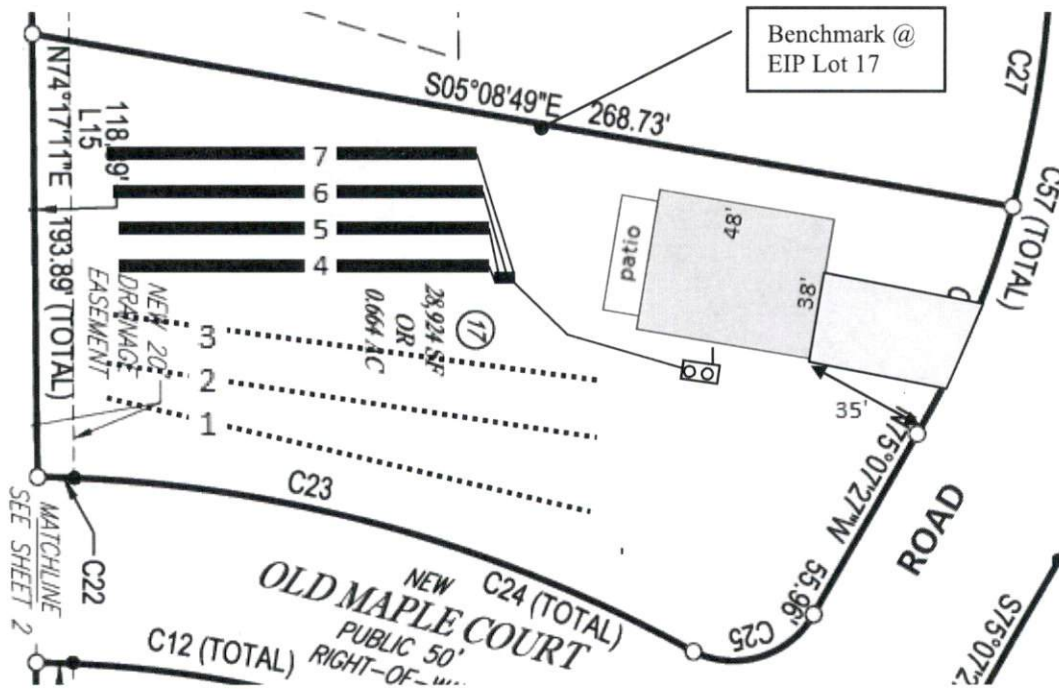 Benchmark @
EIP Lot 17
C27
S05°08'49"E 268.73'
C57 (TOTAL)
N74°17'11"E 193.89' (TOTAL)
L15
7
6
5
4
3
2
1
patio
48'
38'
35'
17
28,924 SF
OR
0.664 AC
NEW 20'
DRAINAGE
EASEMENT
N75°07'27"W 55.96'
ROAD
C23
C22
MATCHLINE
SEE SHEET 2
NEW
OLD MAPLE COURT
PUBLIC 50'
C24 (TOTAL)
C25
C12 (TOTAL)